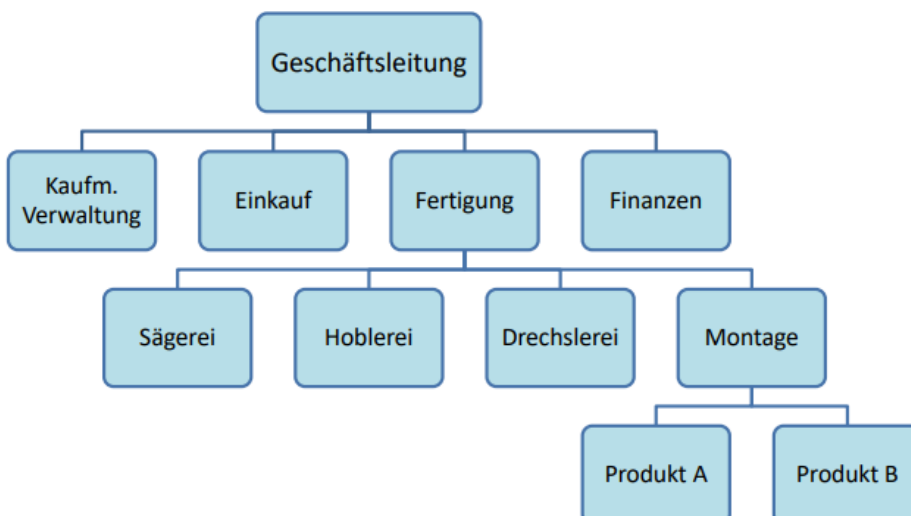 Geschäftsleitung
Kaufm.
Verwaltung
Einkauf
Fertigung
Finanzen
Sägerei
Hoblerei
Drechslerei
Montage
Produkt A
Produkt B